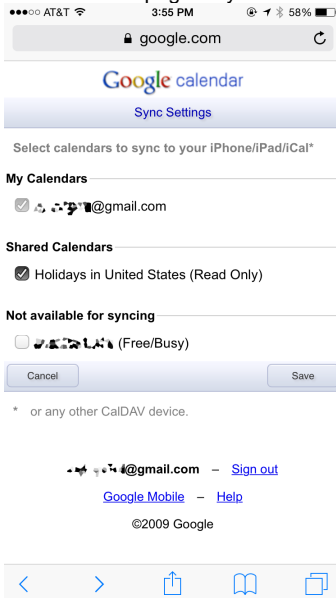 AT&T 3:55 PM 58%
google.com
Google calendar
Sync Settings
Select calendars to sync to your iPhone/iPad/iCal*
My Calendars
@gmail.com
Shared Calendars
Holidays in United States (Read Only)
Not available for syncing
(Free/Busy)
Cancel Save
* or any other CalDAV device.
@gmail.com – Sign out
Google Mobile – Help
©2009 Google